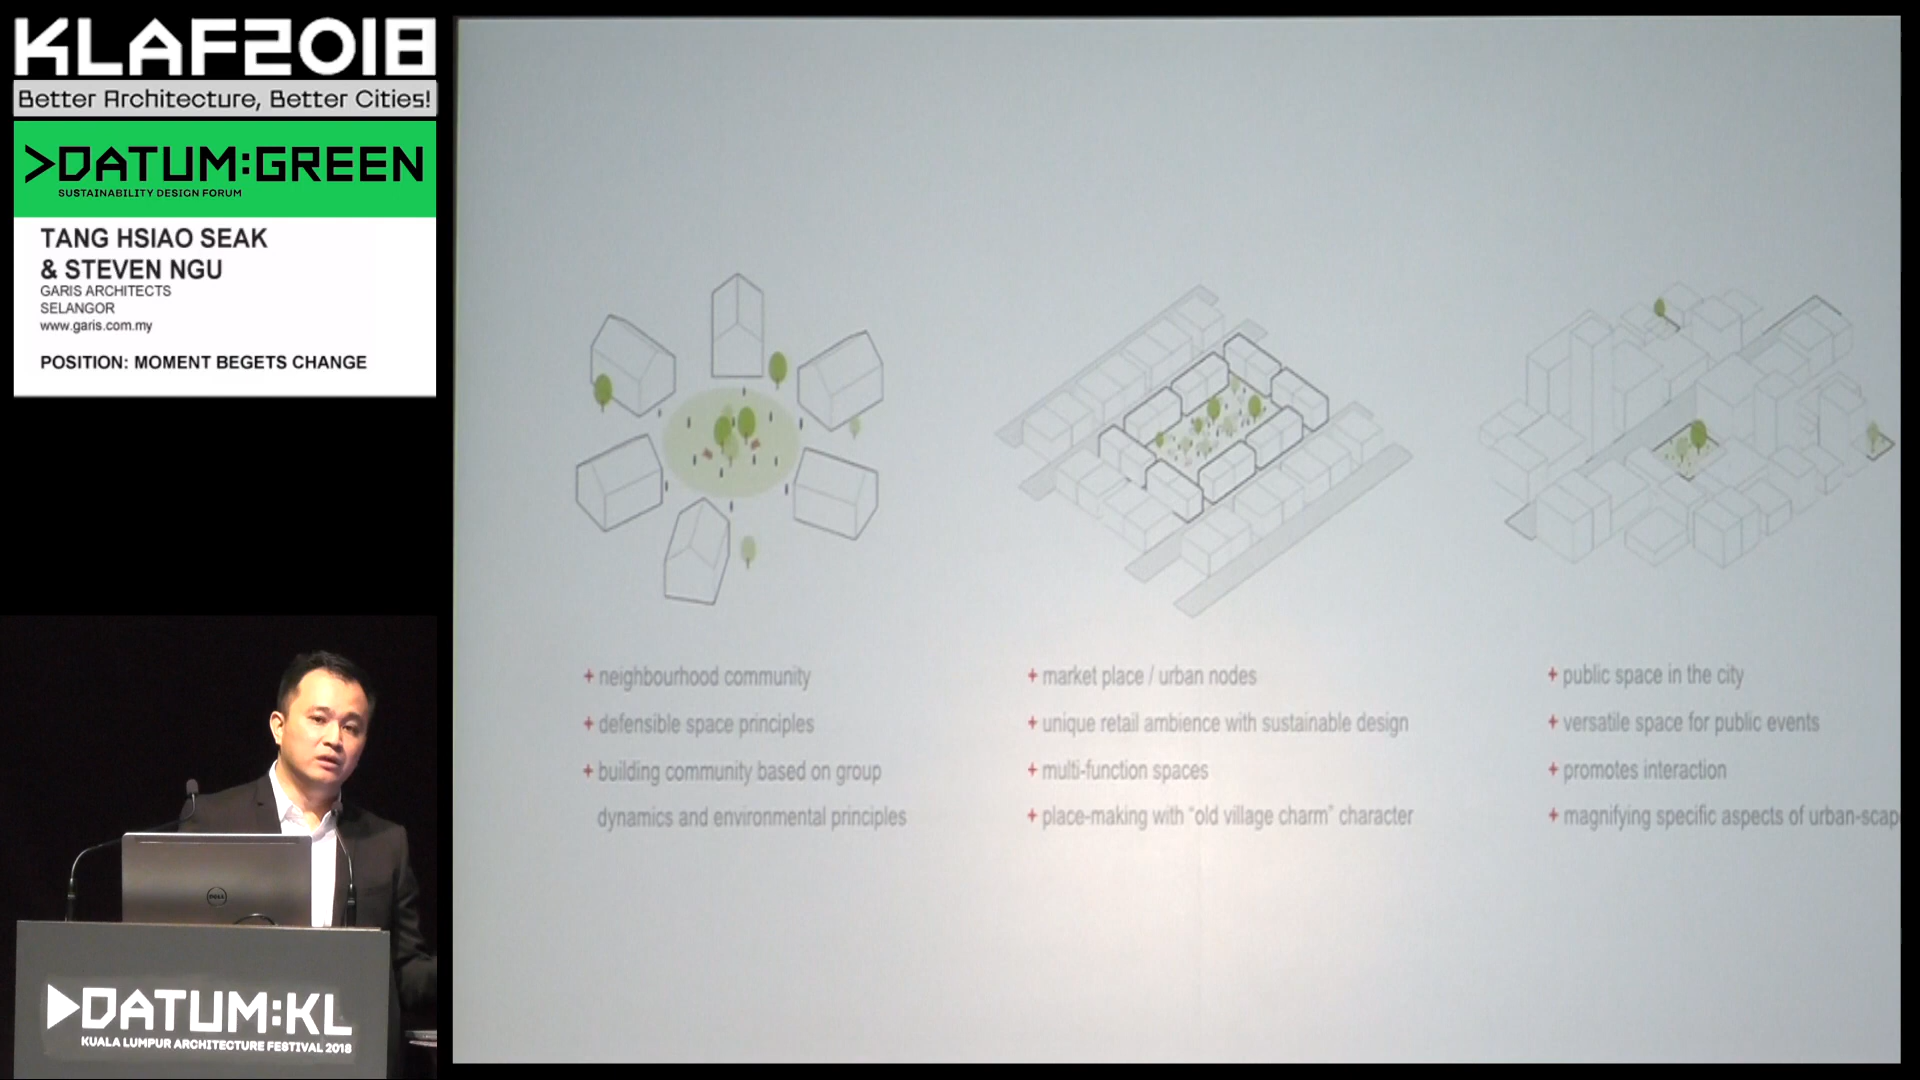 KLAF2018
Better Architecture, Better Cities!
>DATUM:GREEN
SUSTAINABILITY DESIGN FORUM
TANG HSIAO SEAK
& STEVEN NGU
GARIS ARCHITECTS
SELANGOR
www.garis.com.my
POSITION: MOMENT BEGETS CHANGE
+ neighbourhood community
+ defensible space principles
+ building community based on group
dynamics and environmental principles
+ market place / urban nodes
+ unique retail ambience with sustainable design
+ multi-function spaces
+ place-making with "old village charm" character
+ public space in the city
+ versatile space for public events
+ promotes interaction
+ magnifying specific aspects of urban-scap
DELL
DATUM:KL
KUALA LUMPUR ARCHITECTURE FESTIVAL 2018